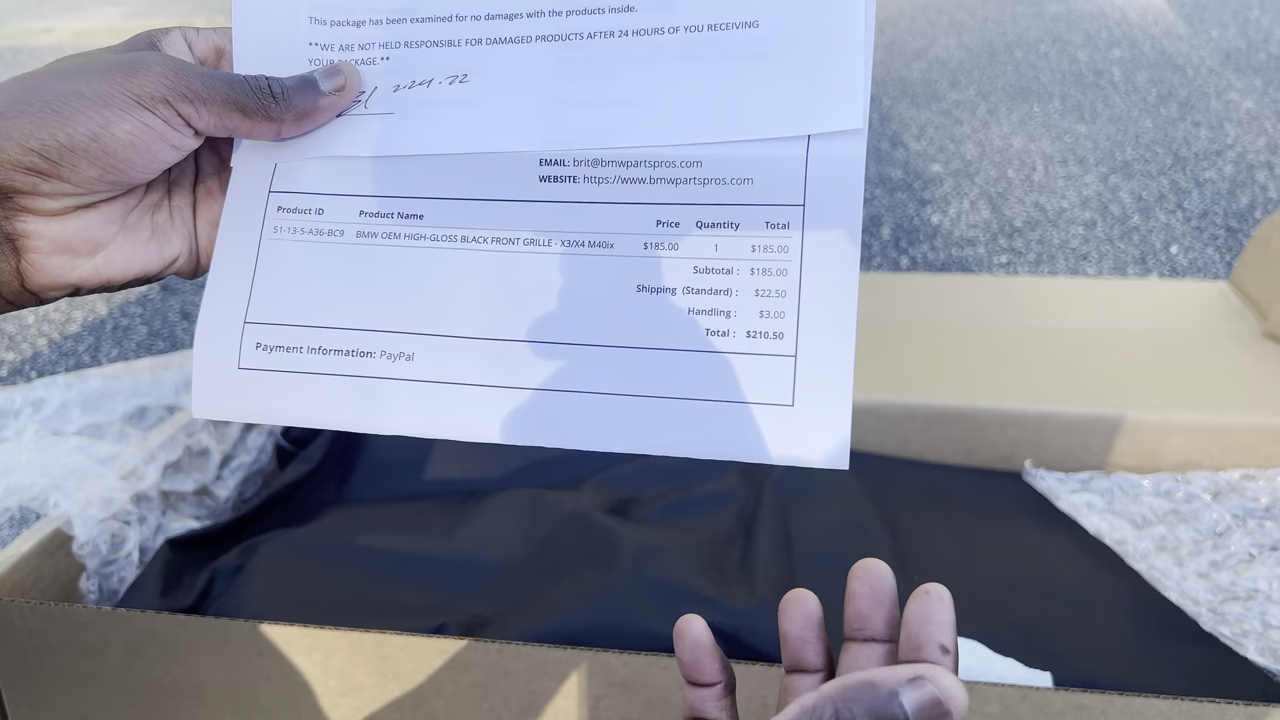 This package has been examined for no damages with the products inside.
**WE ARE NOT HELD RESPONSIBLE FOR DAMAGED PRODUCTS AFTER 24 HOURS OF YOU RECEIVING
YOUR PACKAGE.**
EMAIL: brit@bmwpartspros.com
WEBSITE: https://www.bmwpartspros.com
Product ID Product Name Price Quantity Total
51-13-5-A36-BC9 BMW OEM HIGH-GLOSS BLACK FRONT GRILLE - X3/X4 M40ix $185.00 1 $185.00
Subtotal : $185.00
Shipping (Standard) : $22.50
Handling : $3.00
Total : $210.50
Payment Information: PayPal